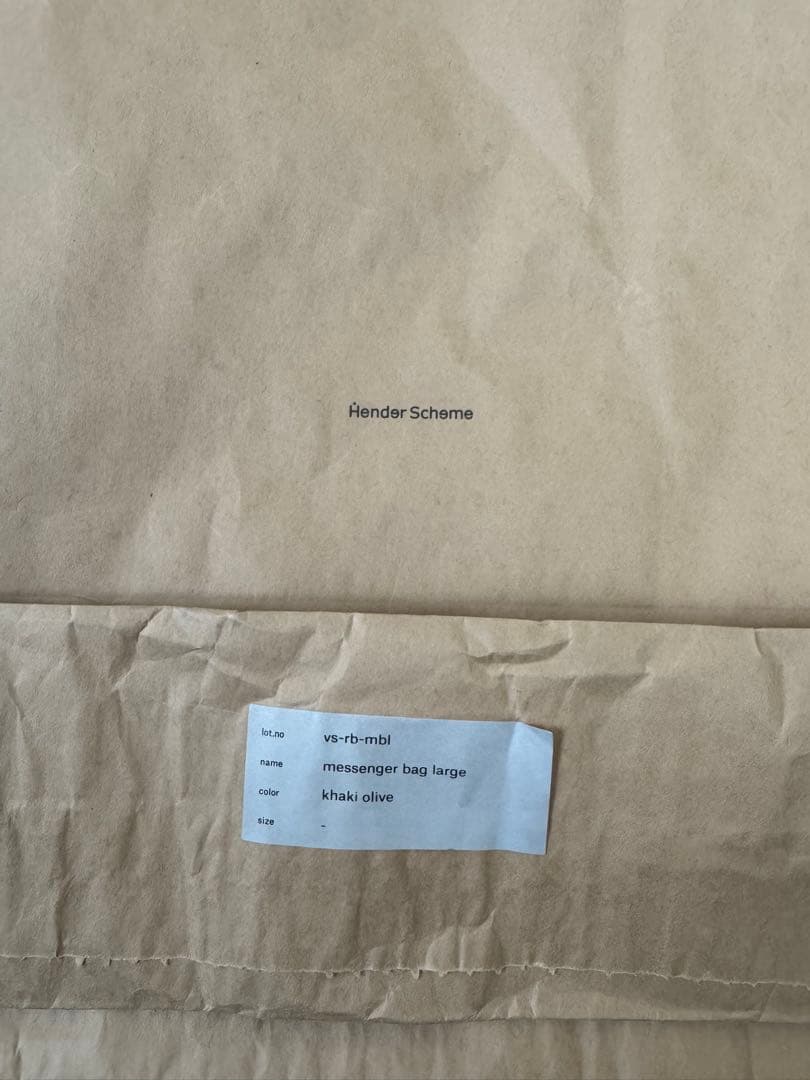 Hender Scheme
lot.no vs-rb-mbl
name messenger bag large
color khaki olive
size -